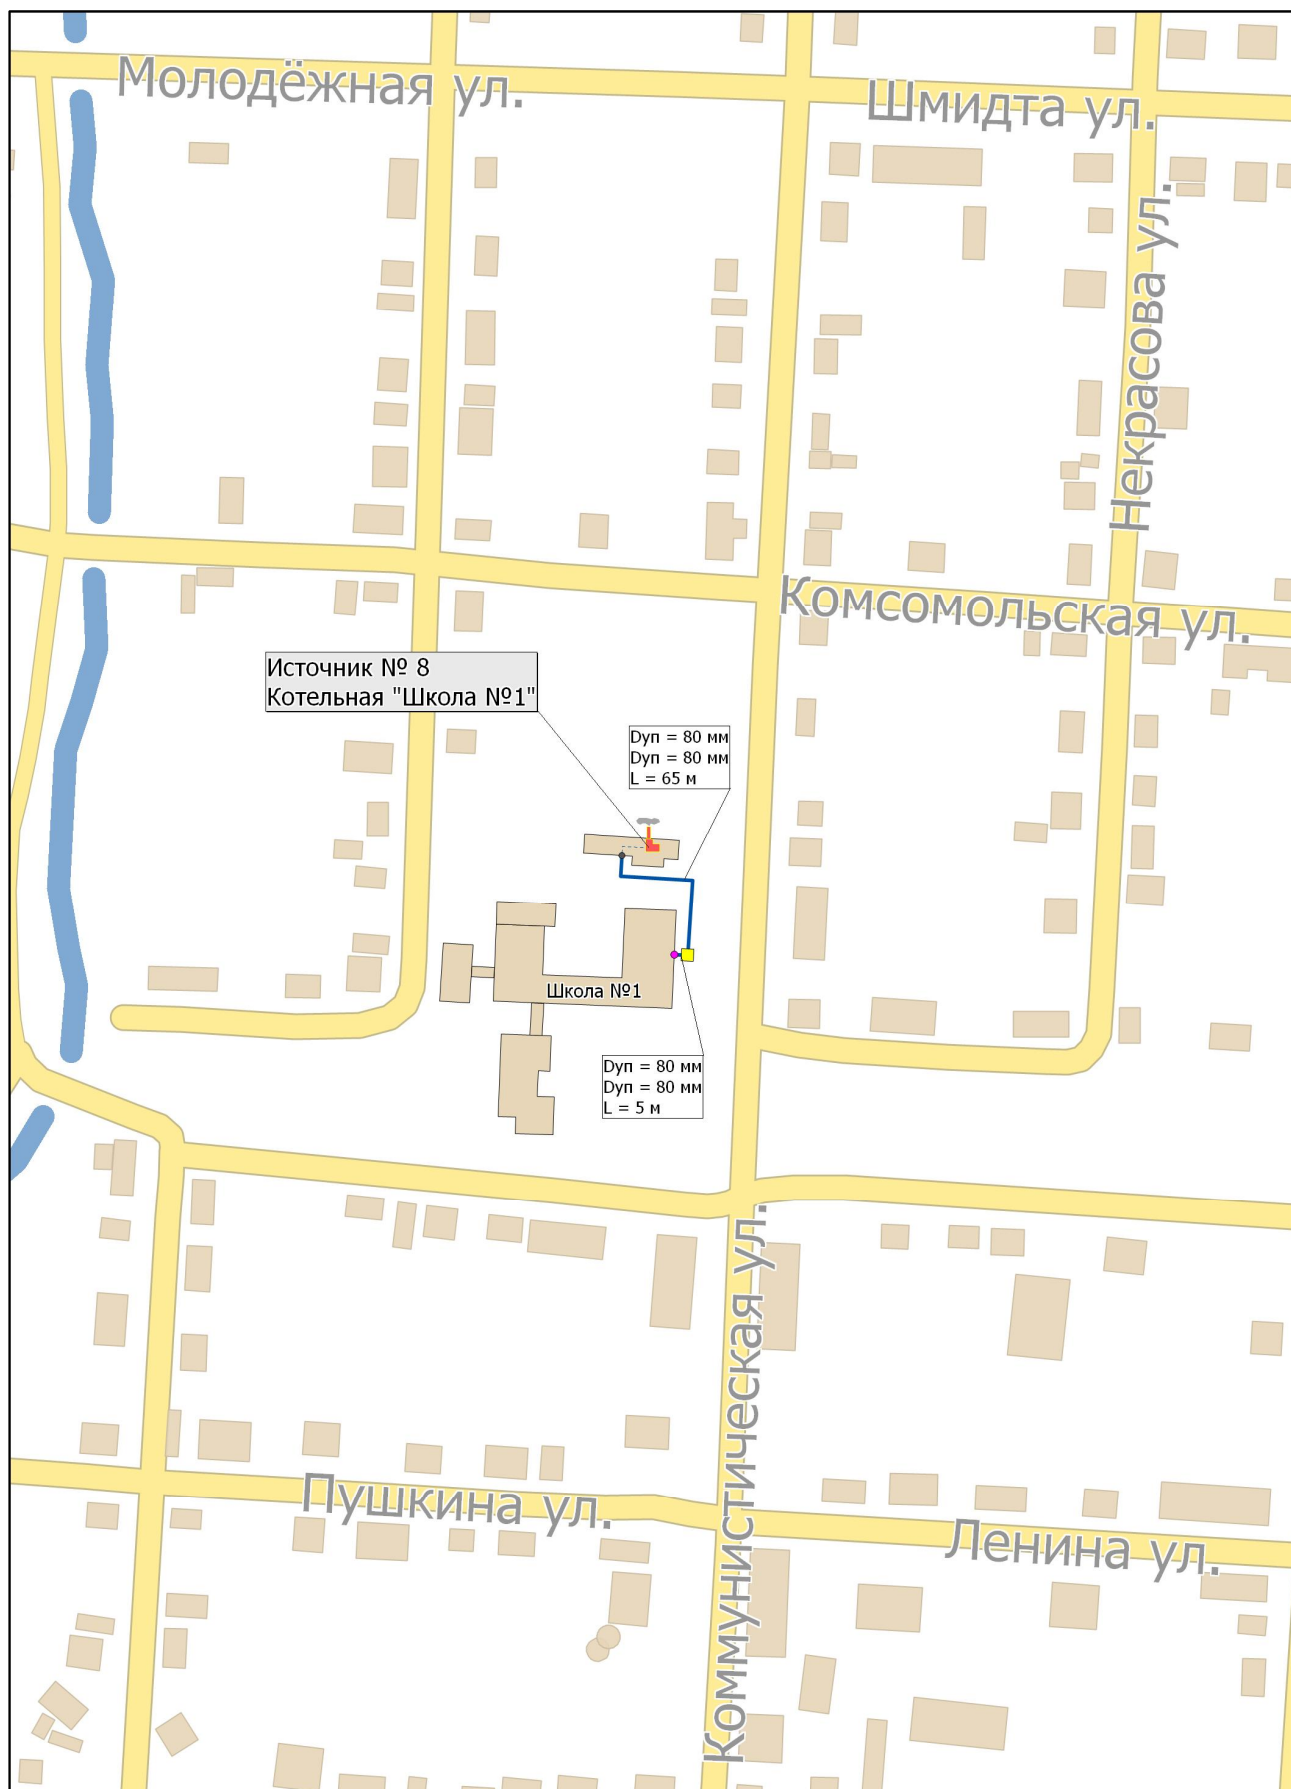 Молодёжная ул.
Шмидта ул.
Некрасова ул.
Комсомольская ул.
Источник № 8
Котельная "Школа №1"
Dуп = 80 мм
Dуп = 80 мм
L = 65 м
Школа №1
Dуп = 80 мм
Dуп = 80 мм
L = 5 м
Коммунистическая ул.
Пушкина ул.
Ленина ул.